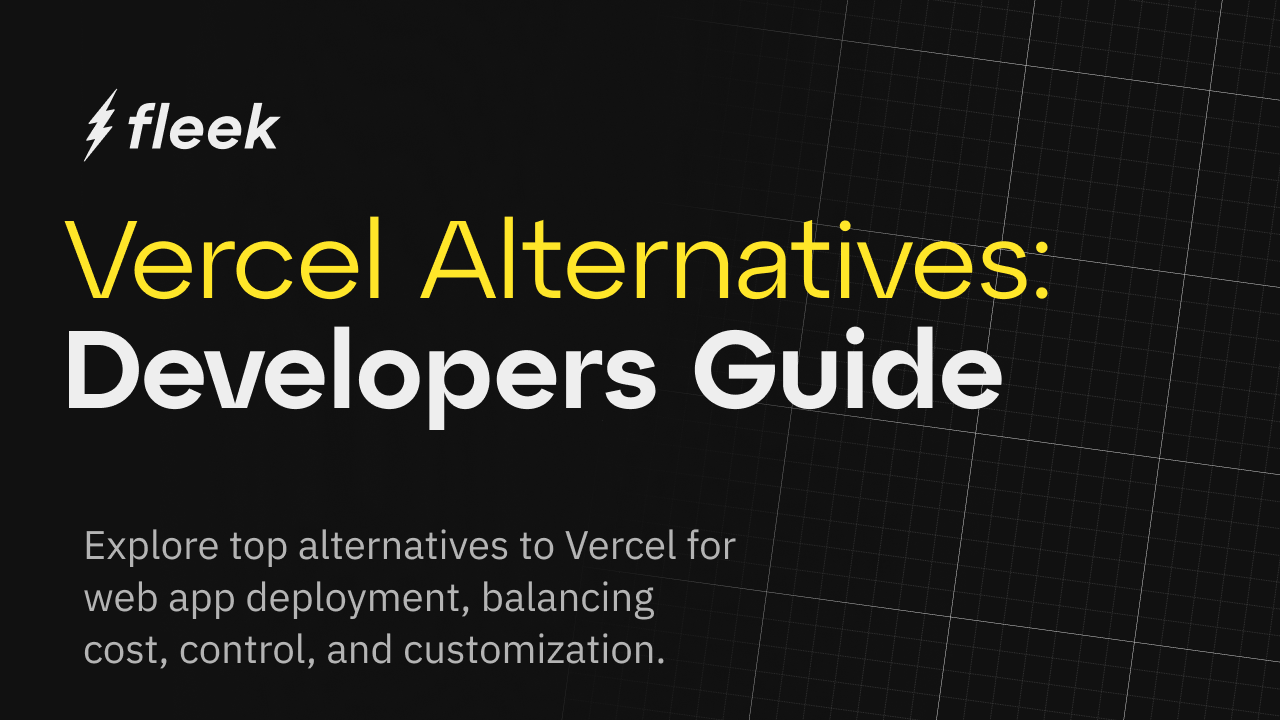 fleek
Vercel Alternatives:
Developers Guide
Explore top alternatives to Vercel for
web app deployment, balancing
cost, control, and customization.